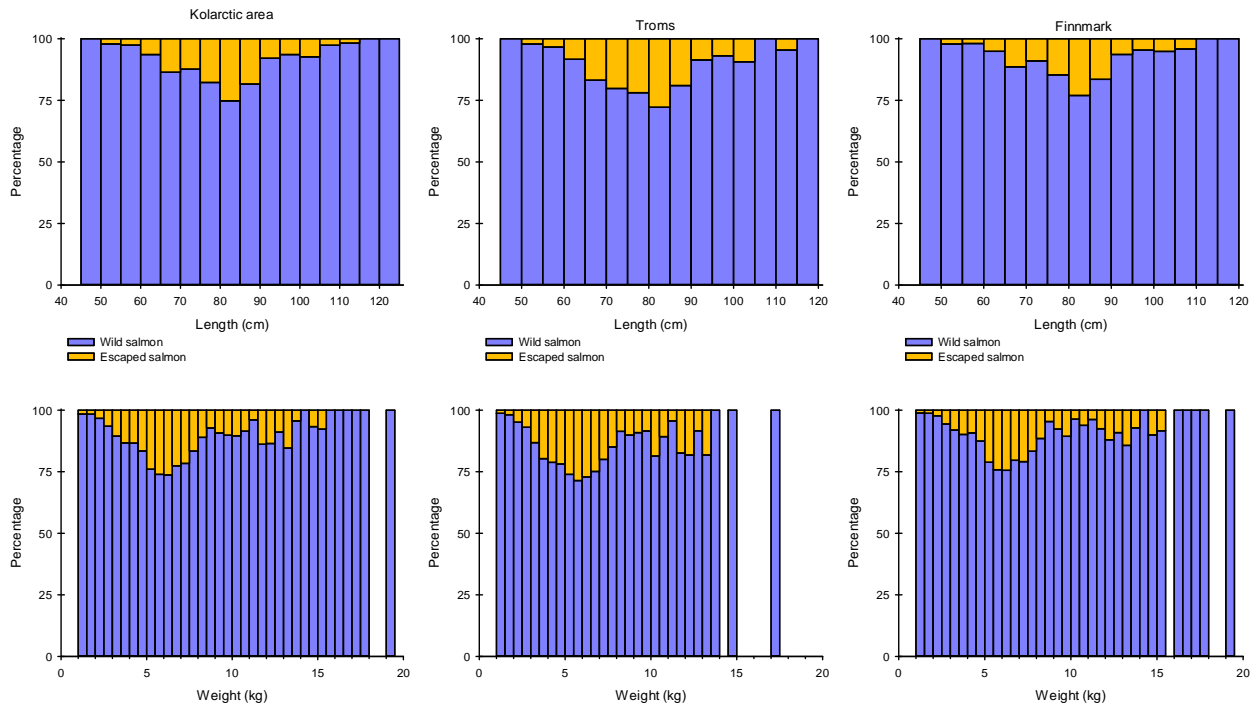 Kolarctic area
Troms
Finnmark
100
75
50
25
0
Percentage
40 50 60 70 80 90 100 110 120
Length (cm)
Wild salmon
Escaped salmon
100
75
50
25
0
Percentage
40 50 60 70 80 90 100 110 120
Length (cm)
Wild salmon
Escaped salmon
100
75
50
25
0
Percentage
40 50 60 70 80 90 100 110 120
Length (cm)
Wild salmon
Escaped salmon
100
75
50
25
0
Percentage
0 5 10 15 20
Weight (kg)
100
75
50
25
0
Percentage
0 5 10 15 20
Weight (kg)
100
75
50
25
0
Percentage
0 5 10 15 20
Weight (kg)